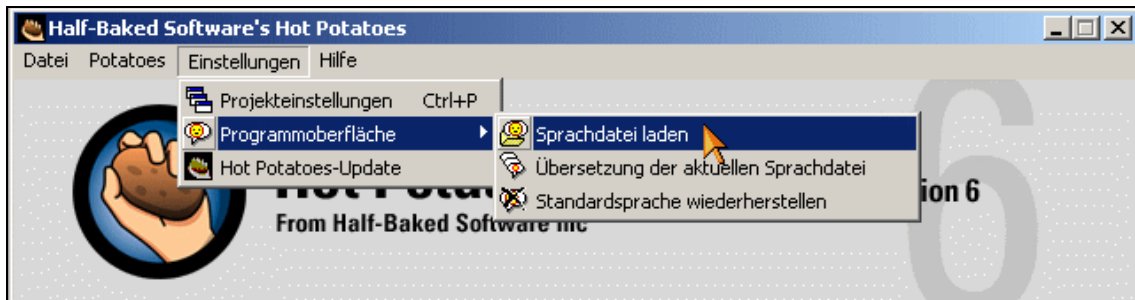 Half-Baked Software's Hot Potatoes
Datei Potatoes Einstellungen Hilfe
Projekteinstellungen Ctrl+P
Programmoberfläche
Hot Potatoes-Update
Sprachdatei laden
Übersetzung der aktuellen Sprachdatei
Standardsprache wiederherstellen
ion 6
From Half-Baked Software Inc
6